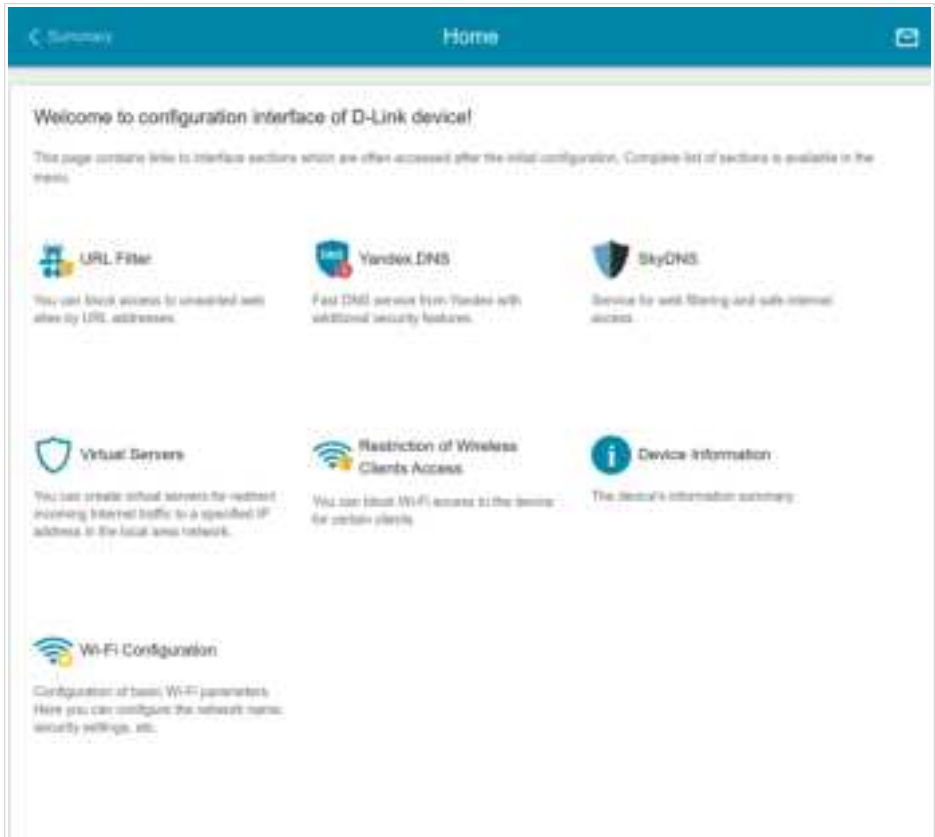 Summary
Home
Welcome to configuration interface of D-Link device!
This page contains links to interface sections which are often accessed after the initial configuration. Complete list of sections is available in the
menu.
URL Filter
Yandex.DNS
SkyDNS
You can block access to unwanted web
sites by URL addresses.
Fast DNS service from Yandex with
additional security features.
Service for web filtering and safe internet
access.
Virtual Servers
Restriction of Wireless
Clients Access
Device Information
You can create virtual servers for redirect
incoming Internet traffic to a specified IP
address in the local area network.
You can block Wi-Fi access to the device
for certain clients.
The device's information summary.
Wi-Fi Configuration
Configuration of basic Wi-Fi parameters.
Here you can configure the network name,
security settings, etc.